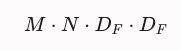 M · N · D_F · D_F